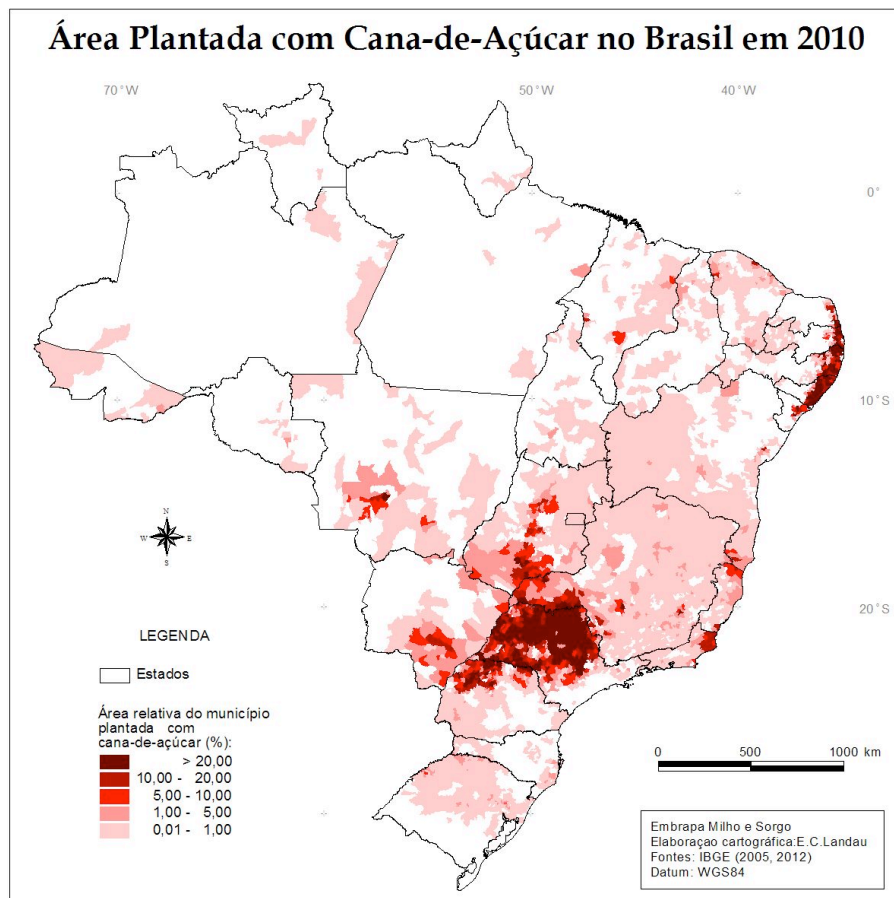 Área Plantada com Cana-de-Açúcar no Brasil em 2010
70 °W
50 °W
40 °W
0°
10°S
20°S
N
W E
S
LEGENDA
Estados
Área relativa do município
plantada com
cana-de-açúcar (%):
> 20,00
10,00 - 20,00
5,00 - 10,00
1,00 - 5,00
0,01 - 1,00
0 500 1000 km
Embrapa Milho e Sorgo
Elaboraçao cartográfica:E.C.Landau
Fontes: IBGE (2005, 2012)
Datum: WGS84